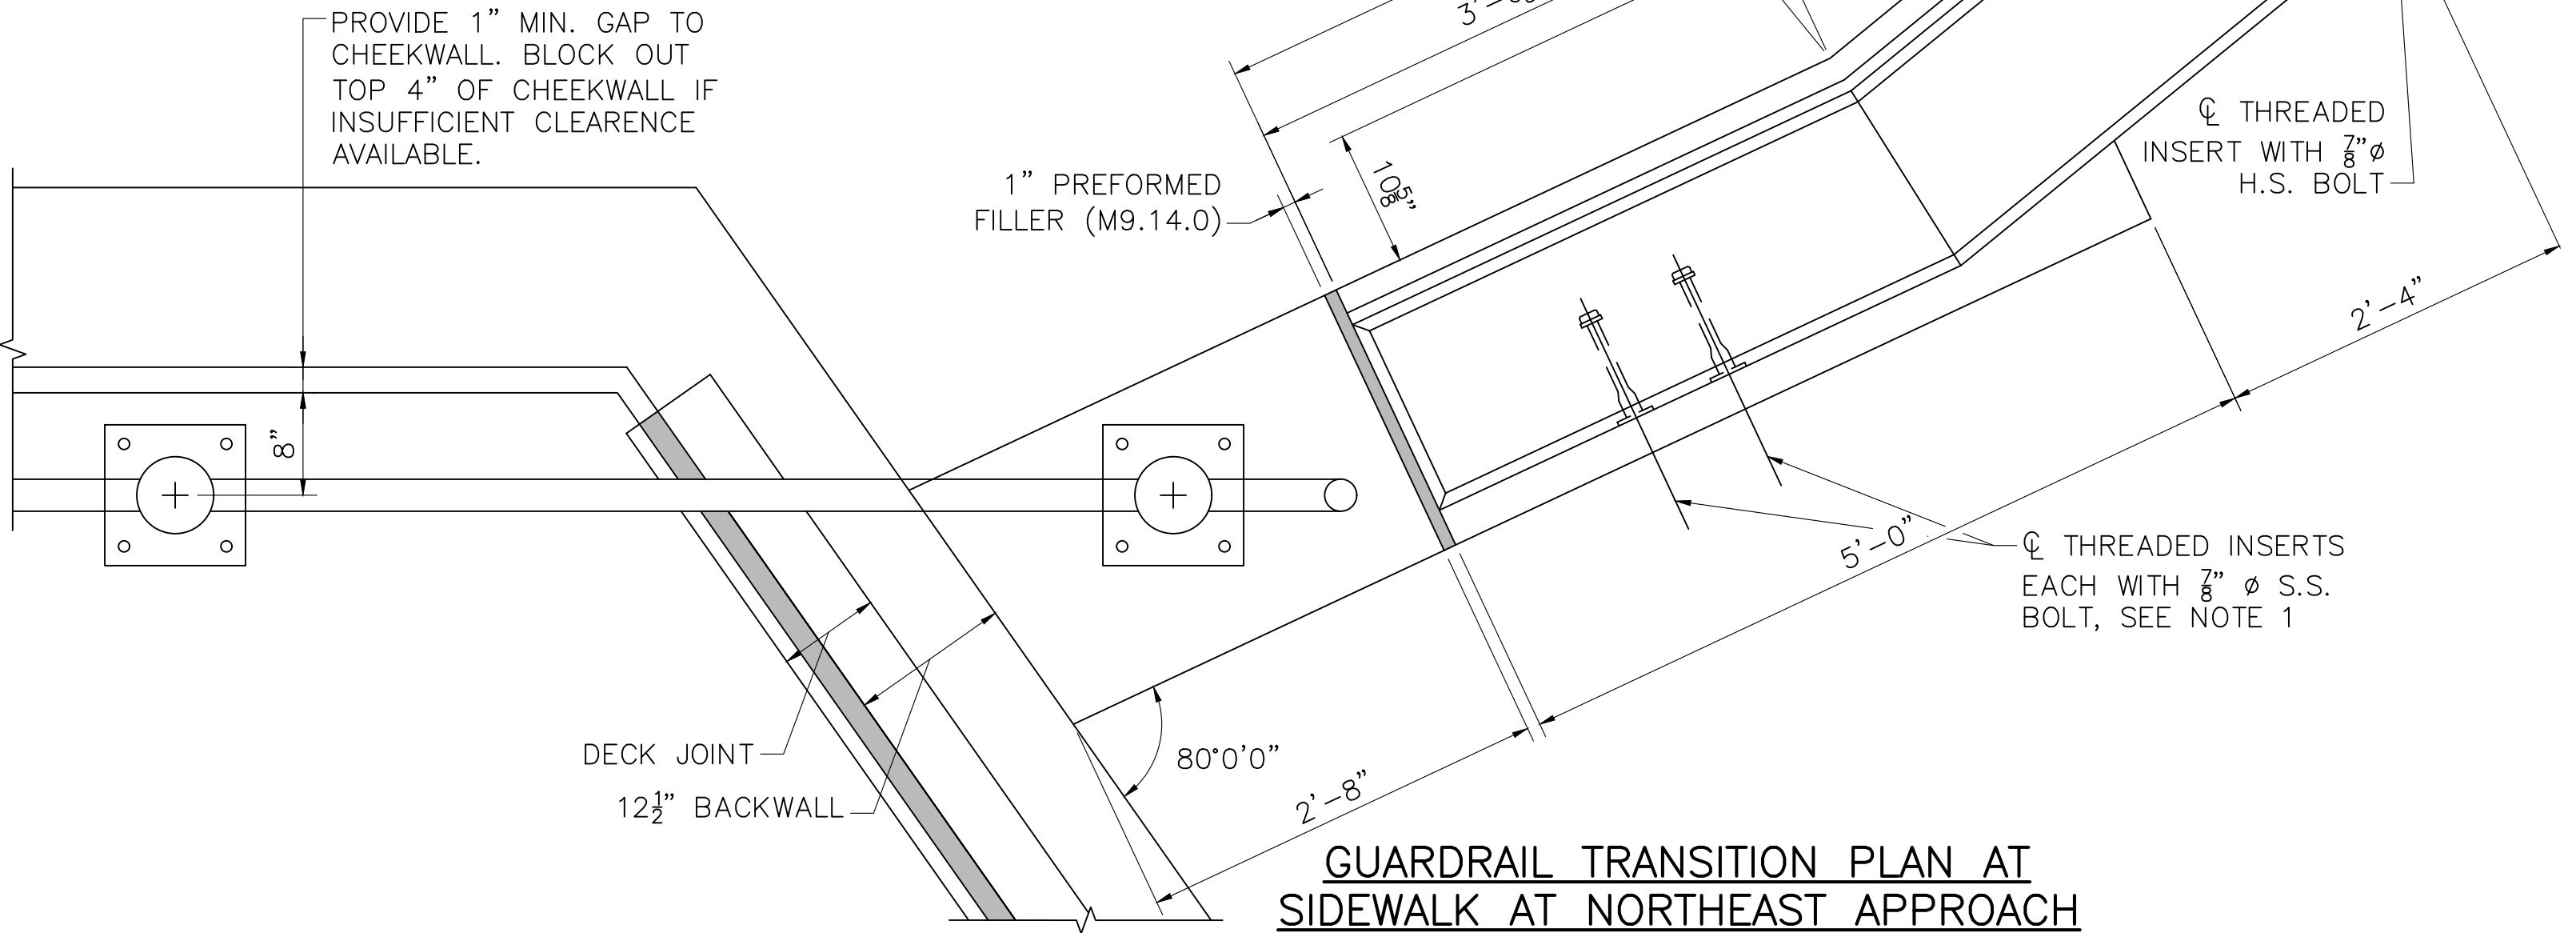 PROVIDE 1” MIN. GAP TO
CHEEKWALL. BLOCK OUT
TOP 4” OF CHEEKWALL IF
INSUFFICIENT CLEARENCE
AVAILABLE.
8”
1” PREFORMED
FILLER (M9.14.0)
10⅝”
℄ THREADED
INSERT WITH ⅞”ø
H.S. BOLT
2’–4”
5’–0”
℄ THREADED INSERTS
EACH WITH ⅞” ø S.S.
BOLT, SEE NOTE 1
DECK JOINT
12½” BACKWALL
80°0’0”
2’–8”
GUARDRAIL TRANSITION PLAN AT
SIDEWALK AT NORTHEAST APPROACH